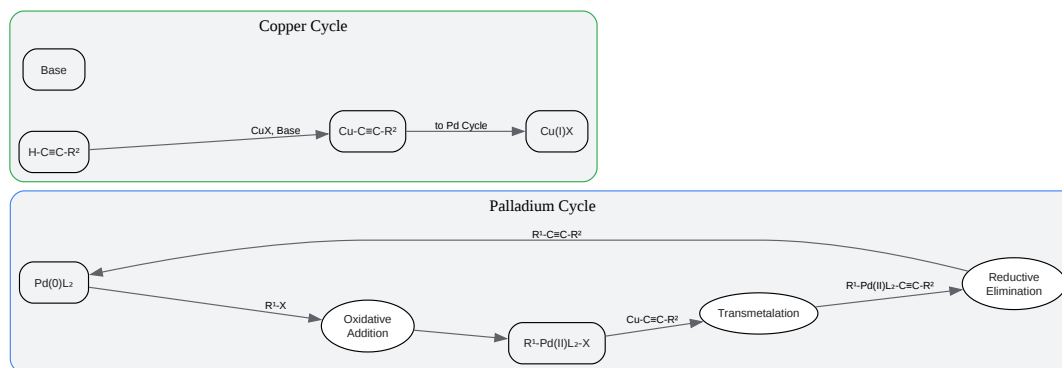 Copper Cycle
Base
H-C≡C-R²
CuX, Base
Cu-C≡C-R²
to Pd Cycle
Cu(I)X
Palladium Cycle
R¹-C≡C-R²
Pd(0)L₂
R¹-X
Oxidative
Addition
R¹-Pd(II)L₂-X
Cu-C≡C-R²
Transmetalation
R¹-Pd(II)L₂-C≡C-R²
Reductive
Elimination